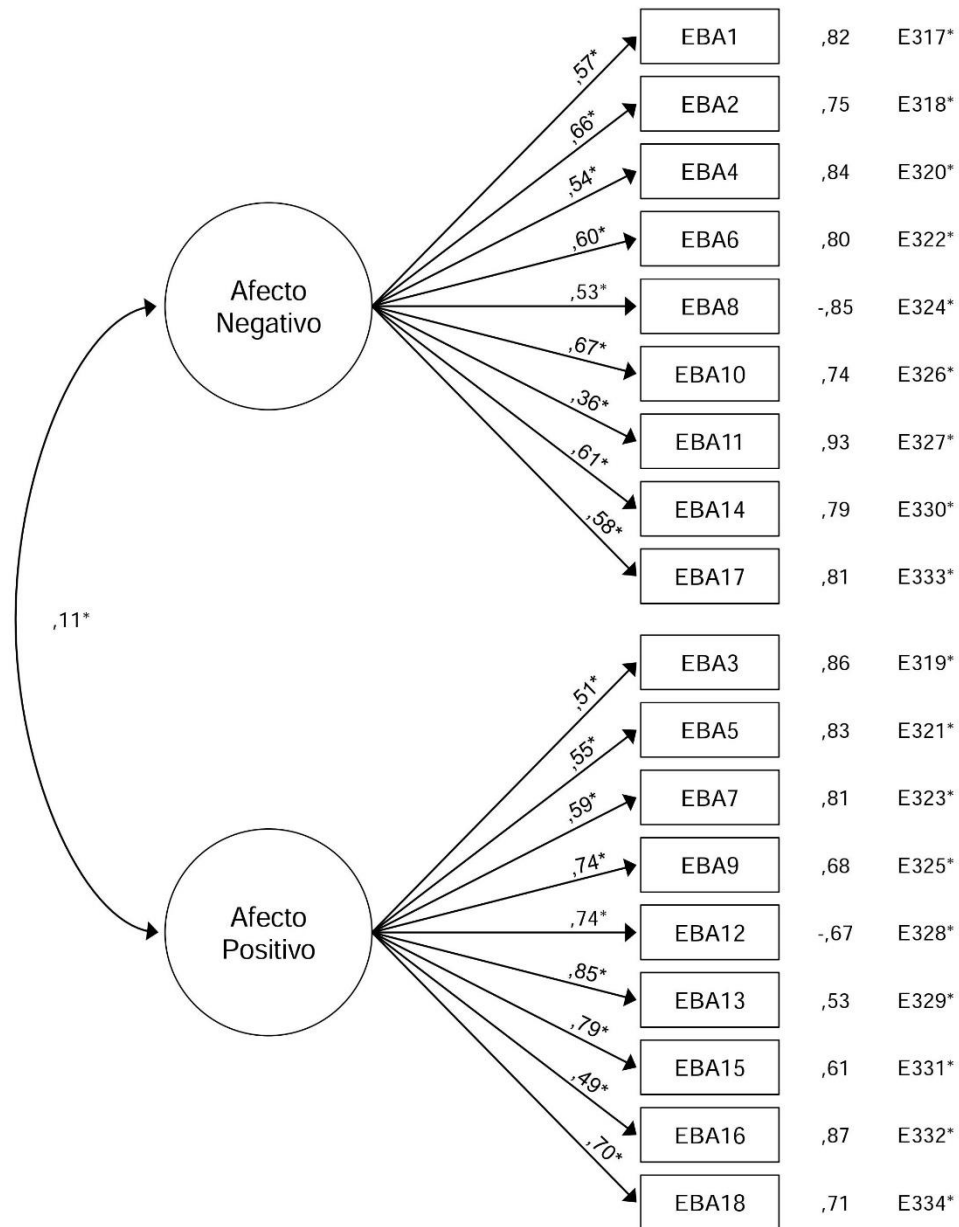 ,57* EBA1 ,82 E317*
,66* EBA2 ,75 E318*
,54* EBA4 ,84 E320*
,60* EBA6 ,80 E322*
Afecto
Negativo
,53* EBA8 -,85 E324*
,67* EBA10 ,74 E326*
,36* EBA11 ,93 E327*
,61* EBA14 ,79 E330*
,58* EBA17 ,81 E333*
,11*
,51* EBA3 ,86 E319*
,55* EBA5 ,83 E321*
,59* EBA7 ,81 E323*
,74* EBA9 ,68 E325*
Afecto
Positivo
,74* EBA12 -,67 E328*
,85* EBA13 ,53 E329*
,79* EBA15 ,61 E331*
,49* EBA16 ,87 E332*
,70* EBA18 ,71 E334*